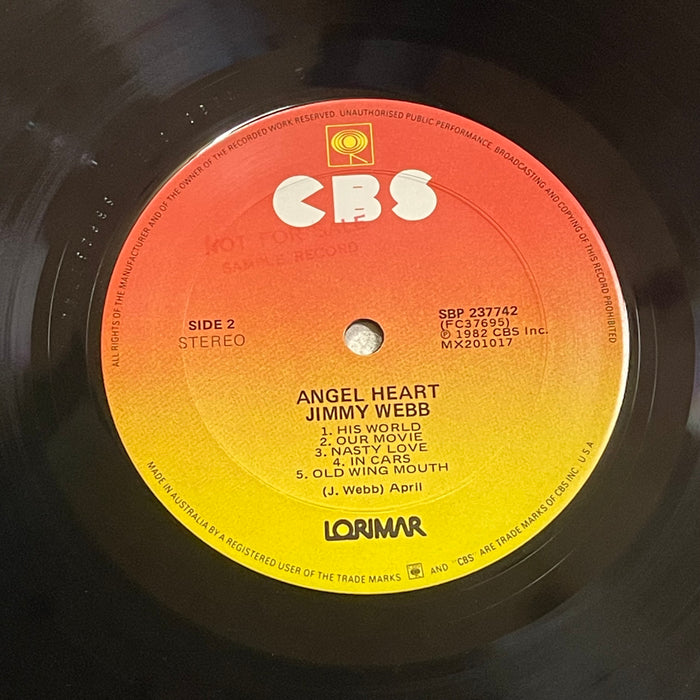 ALL RIGHTS OF THE MANUFACTURER AND OF THE OWNER OF THE RECORDED WORK RESERVED. UNAUTHORISED PUBLIC PERFORMANCE, BROADCASTING AND COPYING OF THIS RECORD PROHIBITED
CBS
NOT FOR SALE
SAMPLE RECORD
SIDE 2
STEREO
SBP 237742
(FC37695)
℗ 1982 CBS Inc.
MX201017
ANGEL HEART
JIMMY WEBB
1. HIS WORLD
2. OUR MOVIE
3. NASTY LOVE
4. IN CARS
5. OLD WING MOUTH
(J. Webb) April
LORIMAR
MADE IN AUSTRALIA BY A REGISTERED USER OF THE TRADE MARKS AND "CBS" ARE TRADE MARKS OF CBS INC. U.S.A